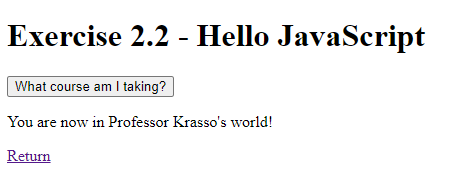 Exercise 2.2 - Hello JavaScript
What course am I taking?
You are now in Professor Krasso's world!
Return